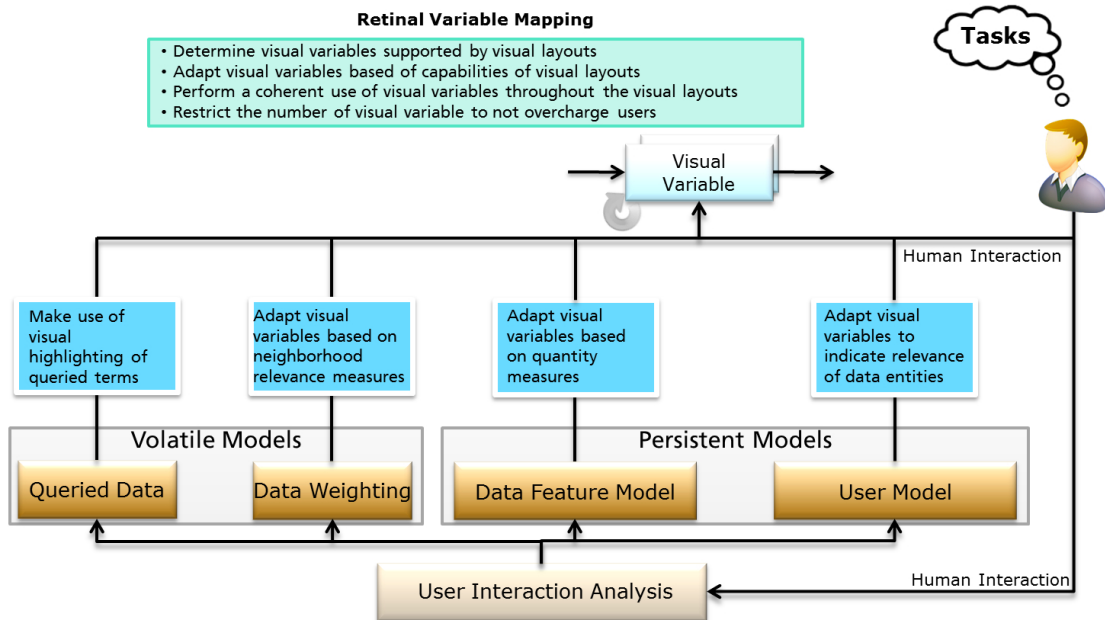 Retinal Variable Mapping
• Determine visual variables supported by visual layouts
• Adapt visual variables based of capabilities of visual layouts
• Perform a coherent use of visual variables throughout the visual layouts
• Restrict the number of visual variable to not overcharge users
Tasks
Visual
Variable
Human Interaction
Make use of
visual
highlighting of
queried terms
Adapt visual
variables based on
neighborhood
relevance measures
Adapt visual
variables based
on quantity
measures
Adapt visual
variables to
indicate relevance
of data entities
Volatile Models
Persistent Models
Queried Data
Data Weighting
Data Feature Model
User Model
User Interaction Analysis
Human Interaction